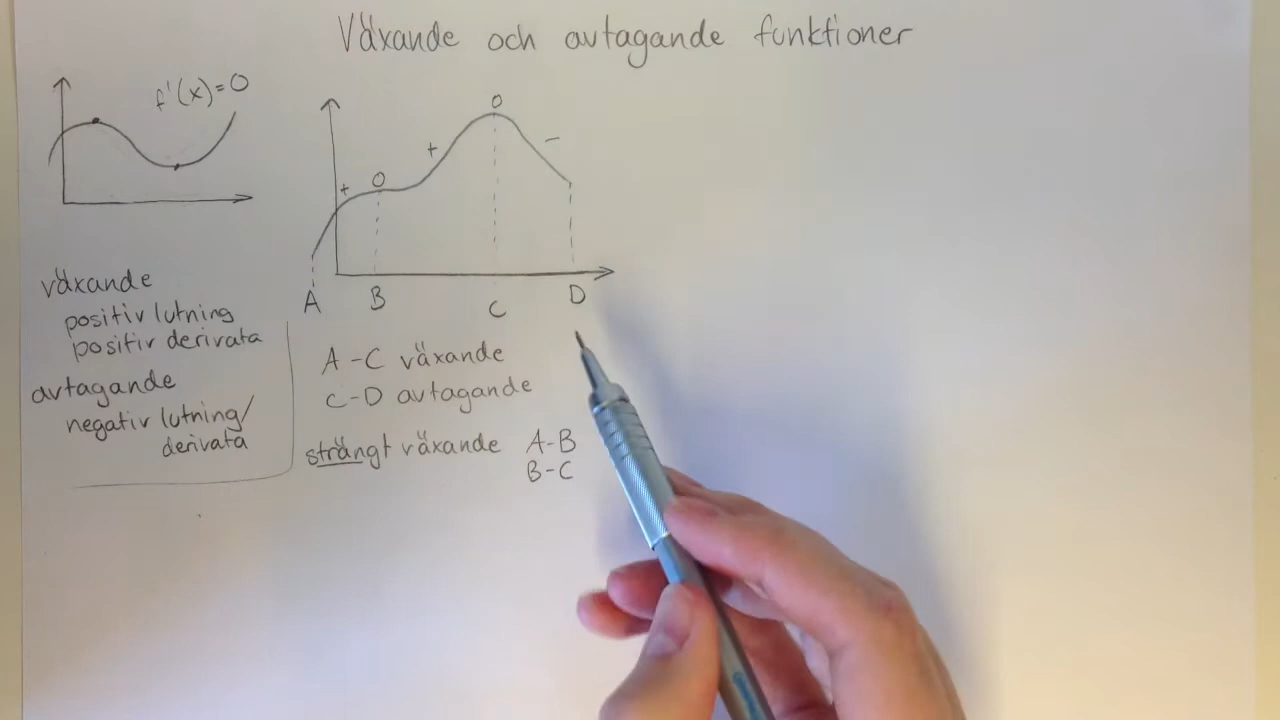 Växande och avtagande funktioner
f'(x)=0
0
+
0
+
−
A
B
C
D
växande
positiv lutning
positiv derivata
avtagande
negativ lutning/
derivata
A-C växande
C-D avtagande
strängt växande A-B
B-C